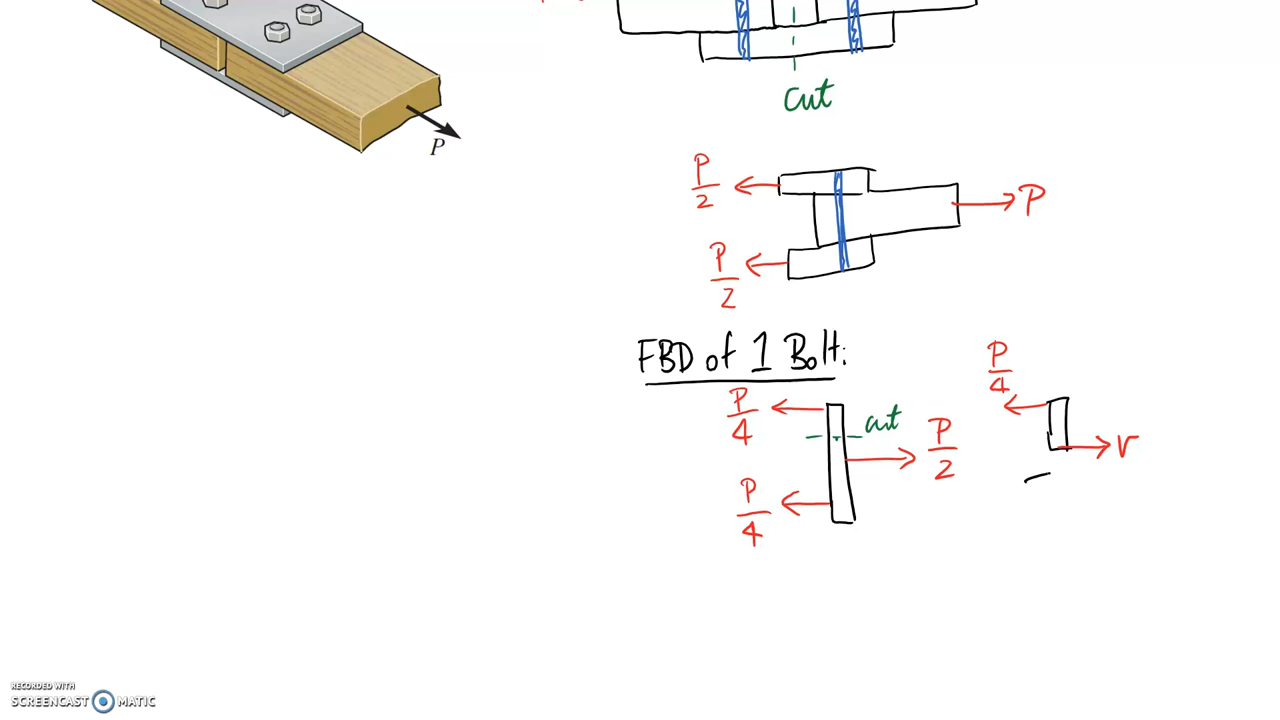 P
cut
P/2
P
P/2
FBD of 1 Bolt:
P/4
P/4
cut
P/2
V
P/4
RECORDED WITH
SCREENCAST MATIC